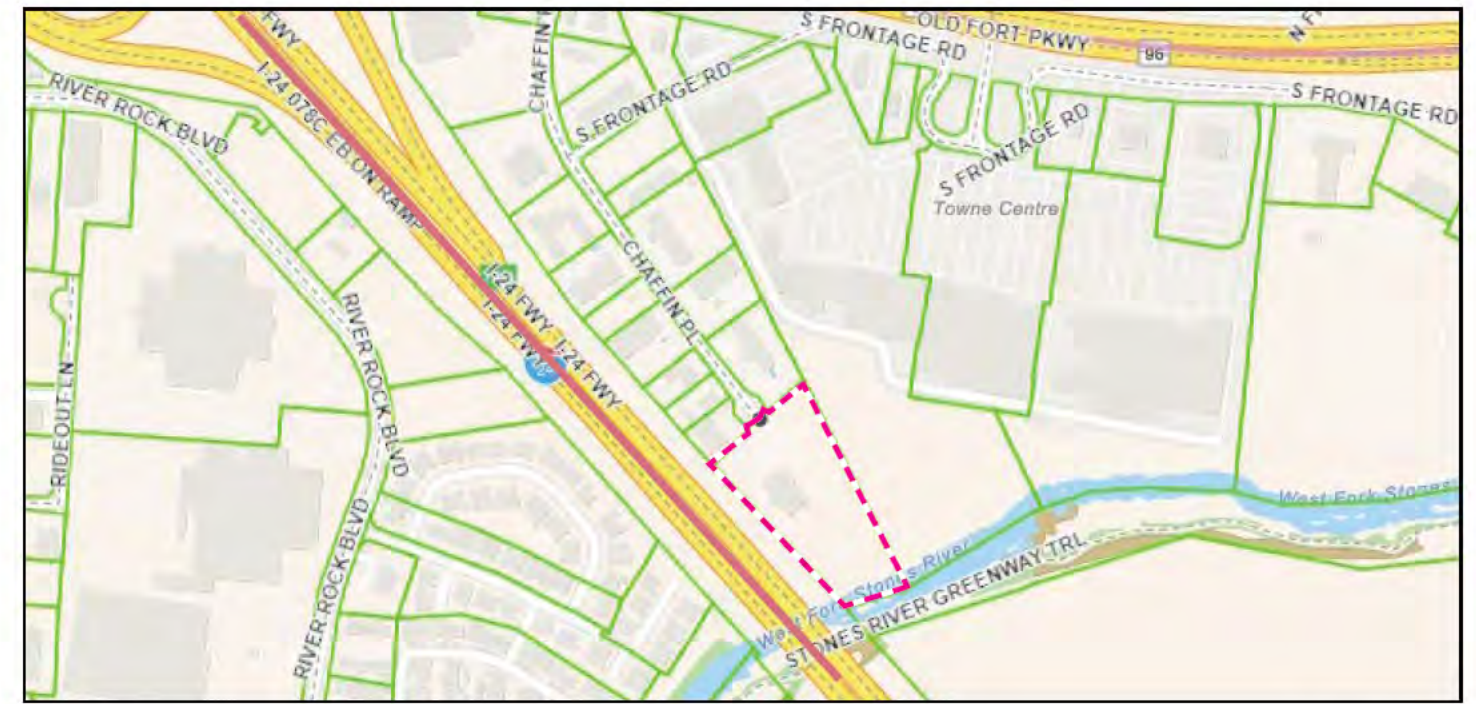 FWY
CHAFFIN
S FRONTAGE RD
OLD FORT PKWY
96
N
RIVER ROCK BLVD
I-24 078C EB ON RAMP
S FRONTAGE RD
S FRONTAGE RD
S FRONTAGE RD
Towne Centre
CHAFFIN PL
I-24 FWY
I-24 FWY
I-24 FWY
RIVER ROCK BLVD
RIDEOUT LN
RIVER ROCK BLVD
West Fork Stones
West Fork Stones River
STONES RIVER GREENWAY TRL